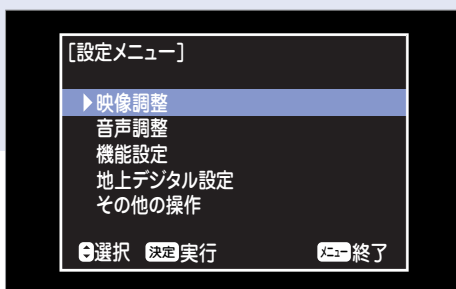 [設定メニュー]
▶映像調整
音声調整
機能設定
地上デジタル設定
その他の操作
選択 決定 実行 メニュー 終了